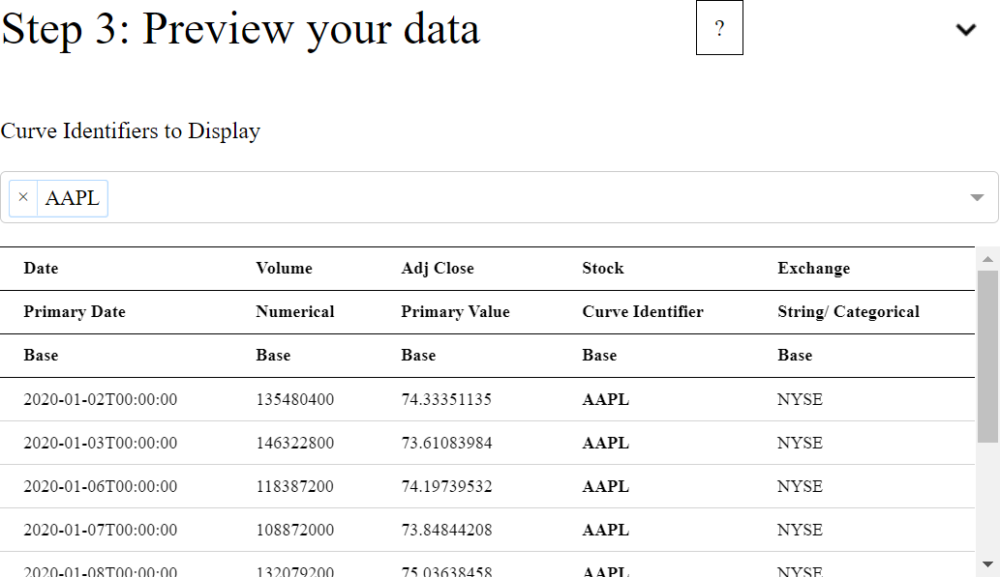 Step 3: Preview your data ?
Curve Identifiers to Display
× AAPL
Date Volume Adj Close Stock Exchange
Primary Date Numerical Primary Value Curve Identifier String/ Categorical
Base Base Base Base Base
2020-01-02T00:00:00 135480400 74.33351135 AAPL NYSE
2020-01-03T00:00:00 146322800 73.61083984 AAPL NYSE
2020-01-06T00:00:00 118387200 74.19739532 AAPL NYSE
2020-01-07T00:00:00 108872000 73.84844208 AAPL NYSE
2020-01-08T00:00:00 132079200 75.03638458 AAPL NYSE